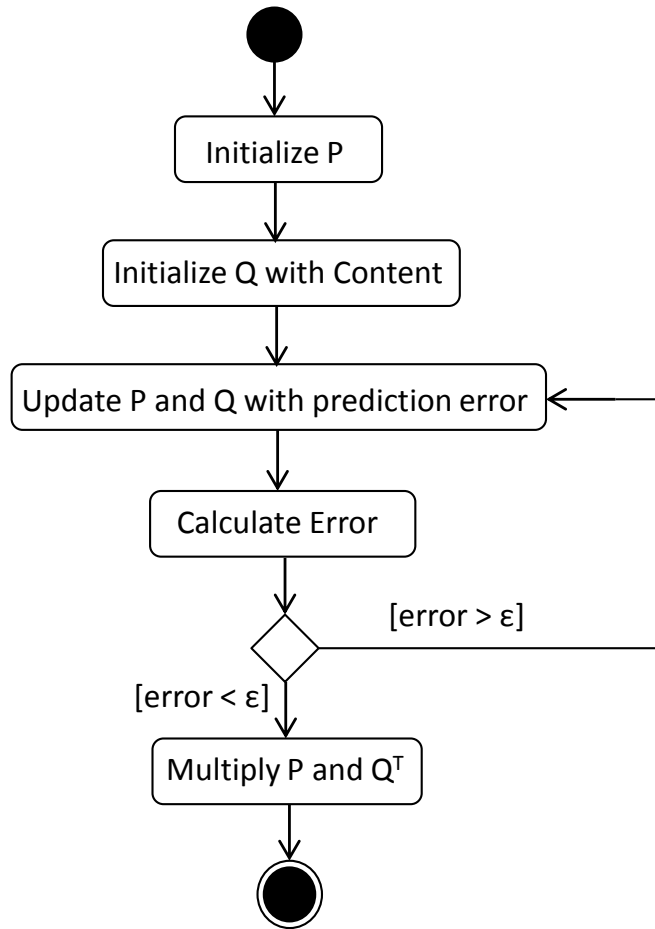 Initialize P
Initialize Q with Content
Update P and Q with prediction error
Calculate Error
[error > ε]
[error < ε]
Multiply P and Qᵀ